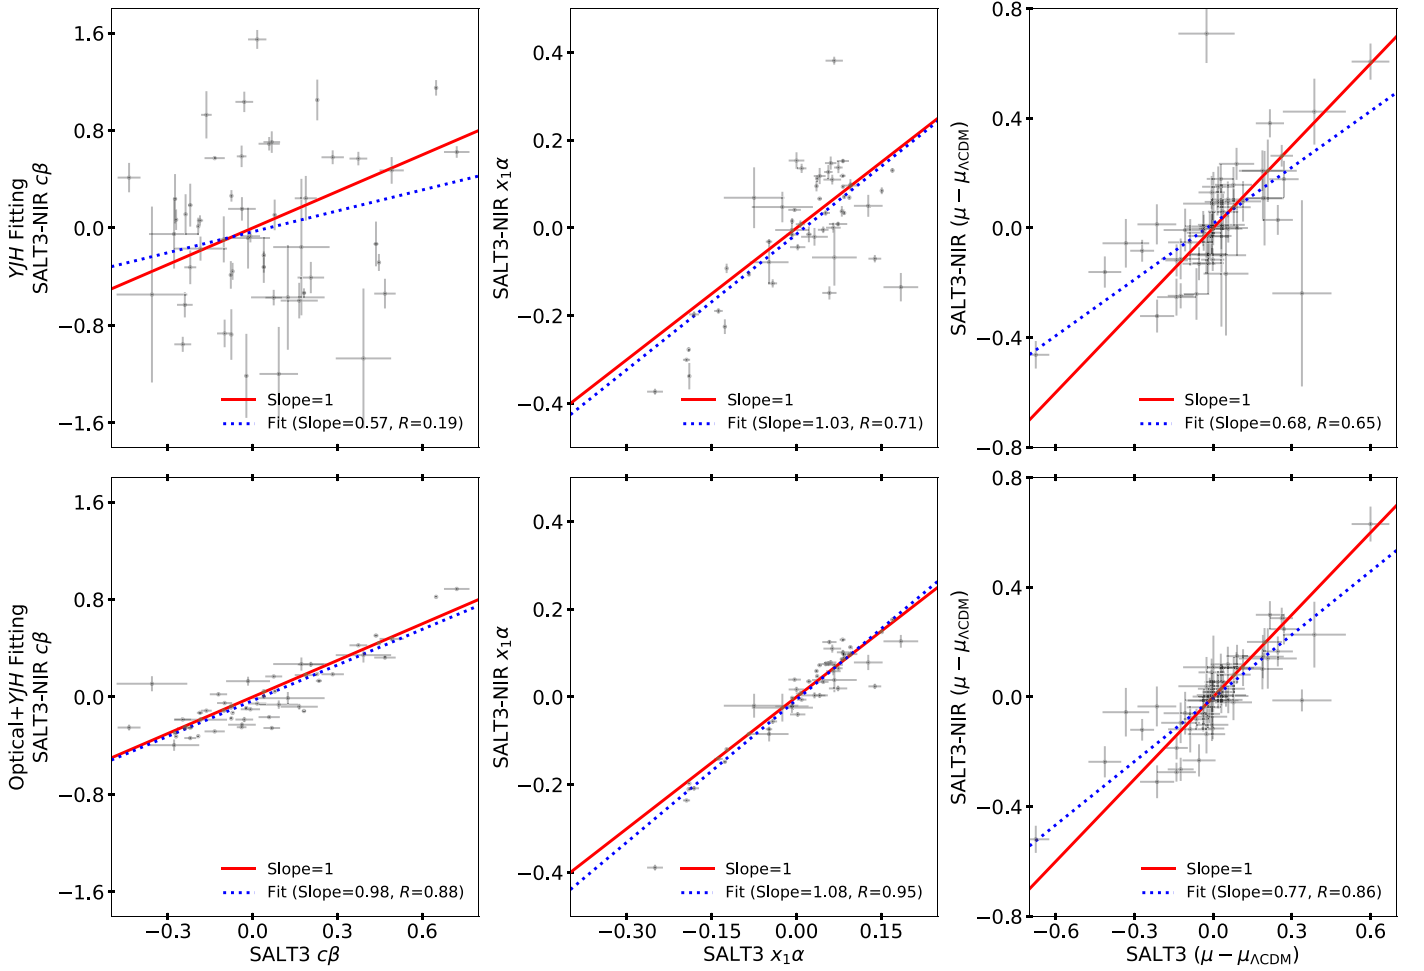 1.6
0.8
0.0
−0.8
−1.6
YJH Fitting
SALT3-NIR cβ
Slope=1
Fit (Slope=0.57, R=0.19)
0.4
0.2
0.0
−0.2
−0.4
SALT3-NIR x₁α
Slope=1
Fit (Slope=1.03, R=0.71)
0.8
0.4
0.0
−0.4
−0.8
SALT3-NIR (μ − μ_ΛCDM)
Slope=1
Fit (Slope=0.68, R=0.65)
1.6
0.8
0.0
−0.8
−1.6
Optical+YJH Fitting
SALT3-NIR cβ
Slope=1
Fit (Slope=0.98, R=0.88)
−0.3 0.0 0.3 0.6
SALT3 cβ
0.4
0.2
0.0
−0.2
−0.4
SALT3-NIR x₁α
Slope=1
Fit (Slope=1.08, R=0.95)
−0.30 −0.15 0.00 0.15
SALT3 x₁α
0.8
0.4
0.0
−0.4
−0.8
SALT3-NIR (μ − μ_ΛCDM)
Slope=1
Fit (Slope=0.77, R=0.86)
−0.6 −0.3 0.0 0.3 0.6
SALT3 (μ − μ_ΛCDM)